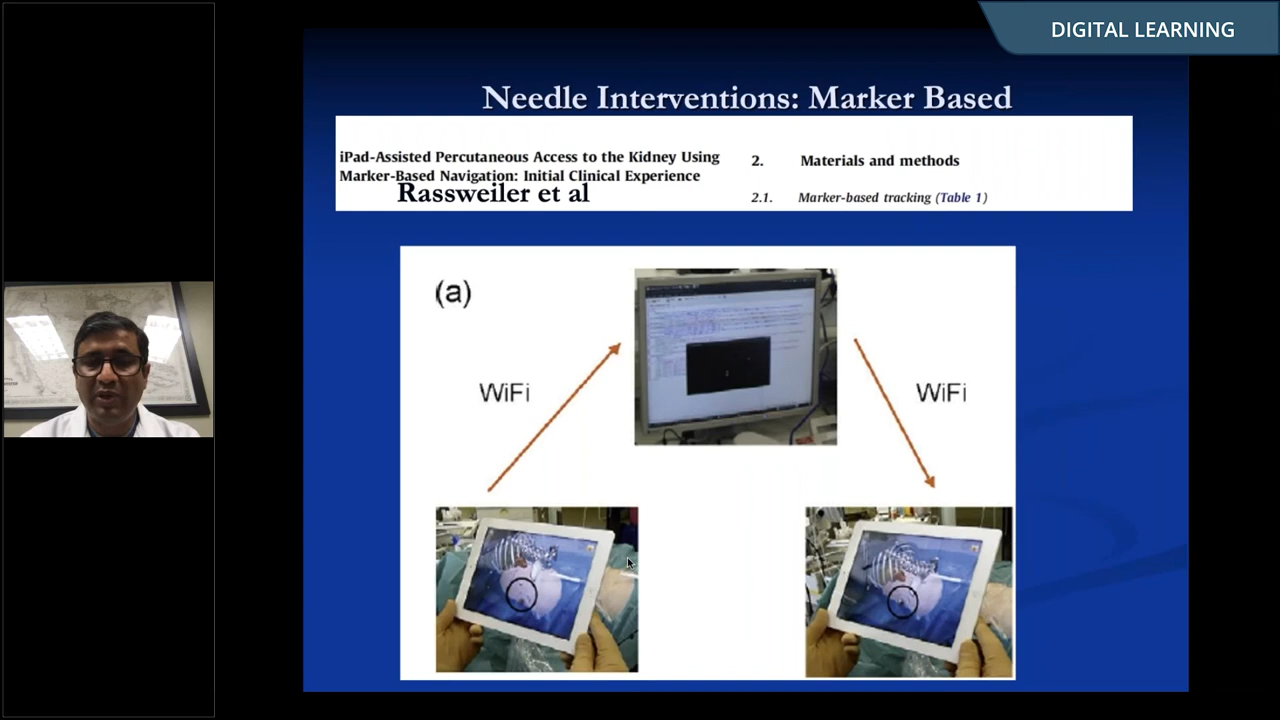 DIGITAL LEARNING
Needle Interventions: Marker Based
iPad-Assisted Percutaneous Access to the Kidney Using
Marker-Based Navigation: Initial Clinical Experience
Rassweiler et al
2. Materials and methods
2.1. Marker-based tracking (Table 1)
(a)
WiFi
WiFi